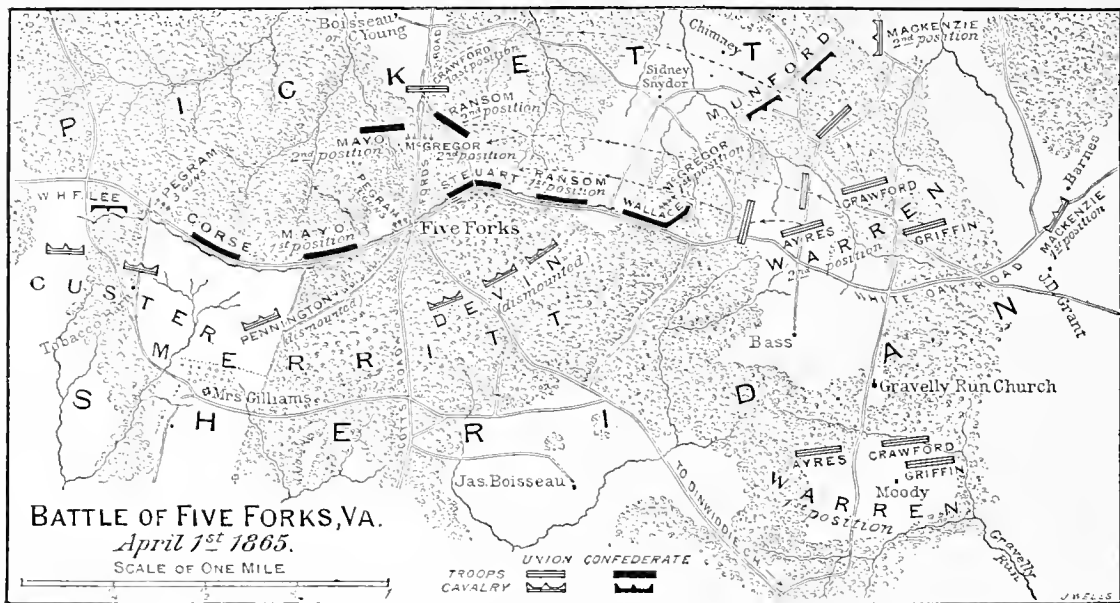 Boisseau
or C Young
ROAD
CRAWFORD
last position
MACKENZIE
2nd position
Chimney
PICKETT
MUNFORD
Sidney
Snydor
RANSOM
2nd position
MAYO
2nd position
McGREGOR
2nd position
FORDS
PEGRAM
GUNS
PEGRAM
W.H.F. LEE
CORSE
MAYO
1st position
STEUART
RANSOM
1st position
WALLACE
McGREGOR
1st position
Five Forks
CRAWFORD
AYRES
2nd position
GRIFFIN
WARREN
Barnes
MACKENZIE
1st position
WHITE OAK ROAD
J.D. Grant
CUSTER
PENNINGTON
(dismounted)
DEVIN
(dismounted)
MERRITT
Tobacco
Mrs Gilliams
Bass
Gravelly Run Church
SHERIDAN
SCOTTS
Jas. Boisseau
TO DINWIDDIE C.
AYRES
CRAWFORD
GRIFFIN
Moody
WARREN
1st position
Gravelly
Run
BATTLE OF FIVE FORKS, VA.
April 1st 1865.
SCALE OF ONE MILE
UNION CONFEDERATE
TROOPS
CAVALRY
J. WELLS